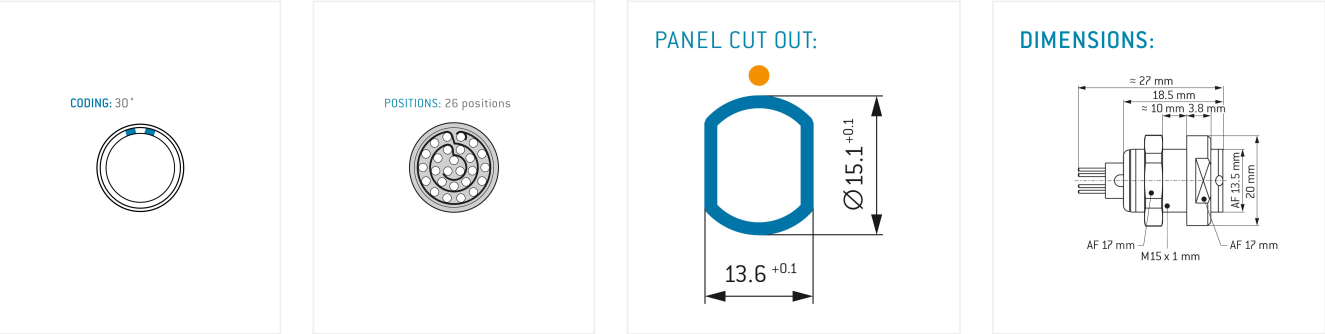 CODING: 30°
POSITIONS: 26 positions
PANEL CUT OUT:
Ø15.1 +0.1
13.6 +0.1
DIMENSIONS:
≈ 27 mm
18.5 mm
≈ 10 mm 3.8 mm
AF 13.5 mm
20 mm
AF 17 mm
AF 17 mm
M15 x 1 mm